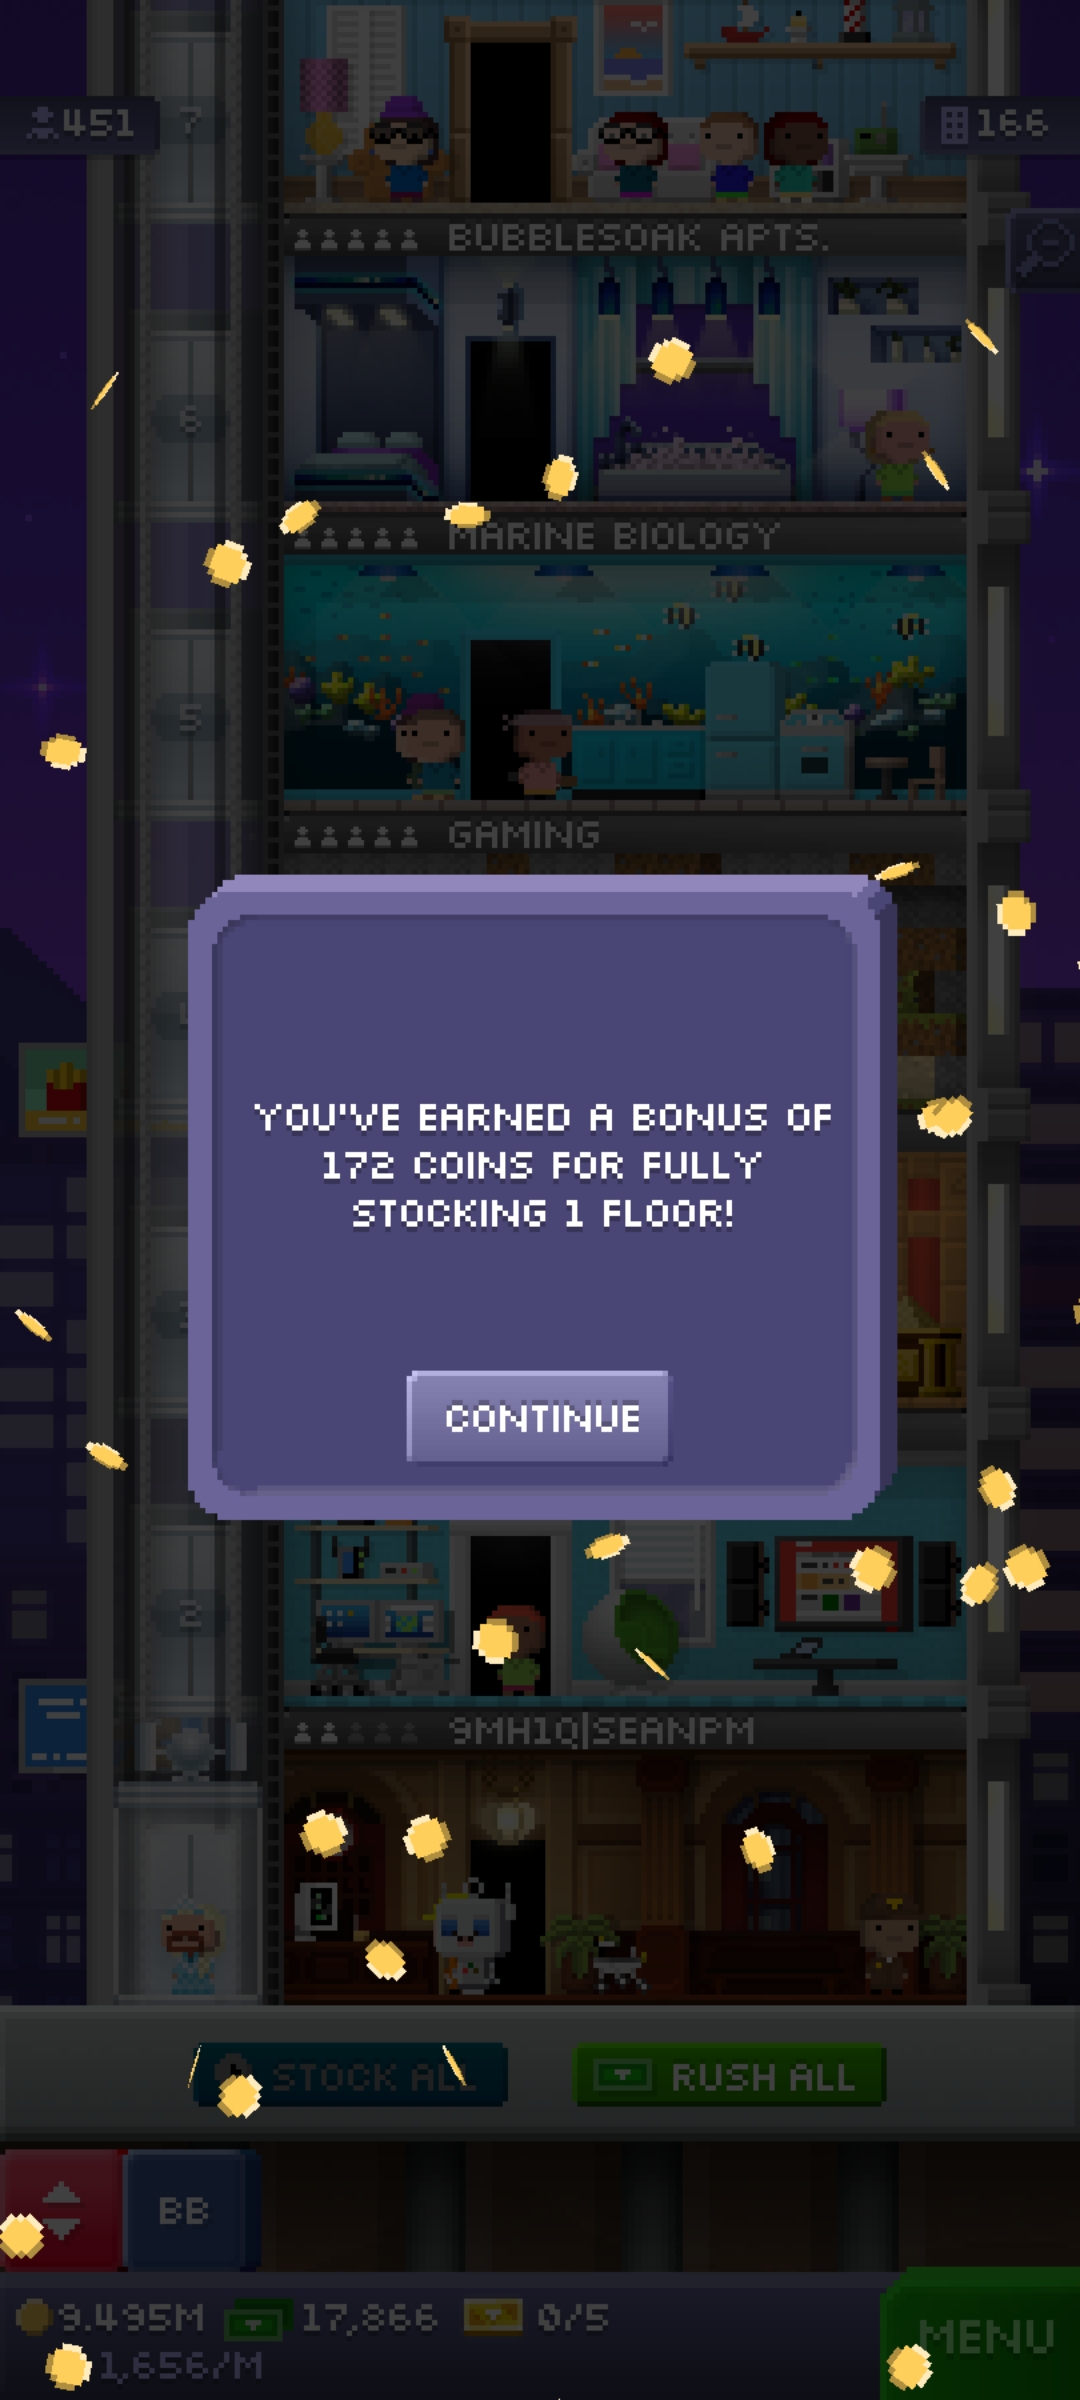 451
7
166
BUBBLESOAK APTS.
6
MARINE BIOLOGY
5
GAMING
YOU'VE EARNED A BONUS OF
172 COINS FOR FULLY
STOCKING 1 FLOOR!
CONTINUE
2
9MH1Q|SEANPM
STOCK ALL
RUSH ALL
BB
9.495M
17,866
0/5
MENU
1,656/M